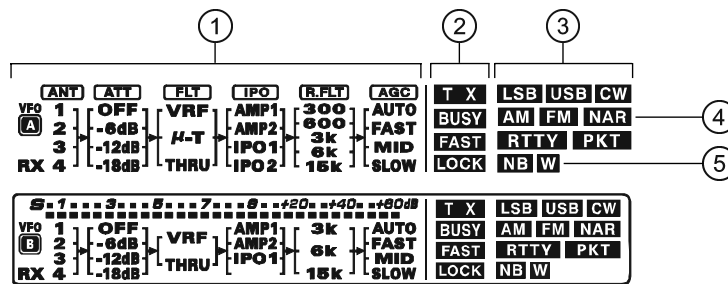 1 2 3
ANT ATT FLT IPO R.FLT AGC
VFO 1 OFF VRF AMP1 300 AUTO T X LSB USB CW
A 2 -6dB μ-T AMP2 600 FAST BUSY AM FM NAR 4
3 -12dB IPO1 3k MID FAST RTTY PKT
RX 4 -18dB THRU IPO2 6k SLOW LOCK NB W 5
15k
S 1 3 5 7 9 +20 +40 +60dB T X LSB USB CW
VFO 1 OFF VRF AMP1 3k AUTO BUSY AM FM NAR
B 2 -6dB AMP2 6k FAST FAST RTTY PKT
3 -12dB THRU IPO1 MID LOCK NB W
RX 4 -18dB 15k SLOW